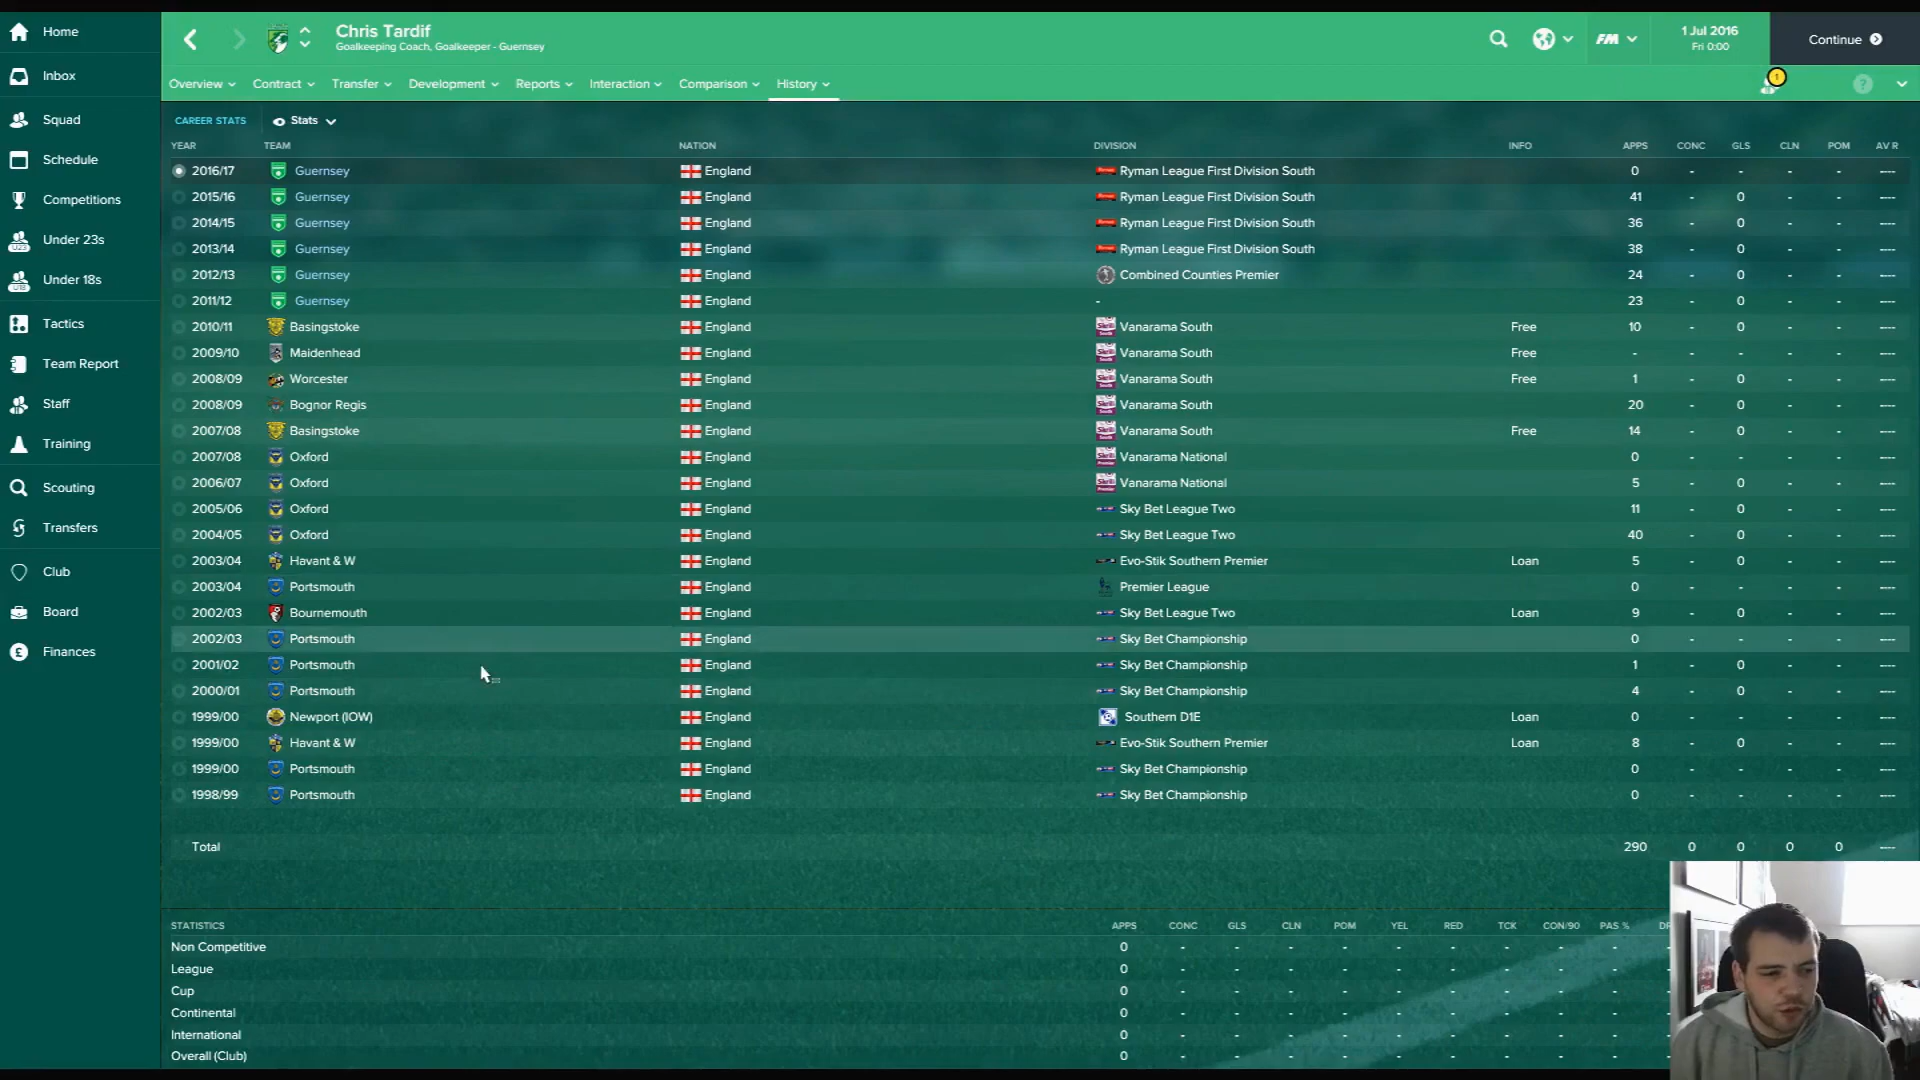 Home
Inbox
Squad
Schedule
Competitions
Under 23s
Under 18s
Tactics
Team Report
Staff
Training
Scouting
Transfers
Club
Board
Finances
Chris Tardif
Goalkeeping Coach, Goalkeeper - Guernsey
FM
1 Jul 2016
Fri 0:00
Continue
Overview Contract Transfer Development Reports Interaction Comparison History
1
?
CAREER STATS Stats
YEAR TEAM NATION DIVISION INFO APPS CONC GLS CLN POM AV R
2016/17 Guernsey England Ryman League First Division South 0 - - - - ----
2015/16 Guernsey England Ryman League First Division South 41 - 0 - - ----
2014/15 Guernsey England Ryman League First Division South 36 - 0 - - ----
2013/14 Guernsey England Ryman League First Division South 38 - 0 - - ----
2012/13 Guernsey England Combined Counties Premier 24 - 0 - - ----
2011/12 Guernsey England - 23 - 0 - - ----
2010/11 Basingstoke England Vanarama South Free 10 - 0 - - ----
2009/10 Maidenhead England Vanarama South Free - - - - - ----
2008/09 Worcester England Vanarama South Free 1 - 0 - - ----
2008/09 Bognor Regis England Vanarama South 20 - 0 - - ----
2007/08 Basingstoke England Vanarama South Free 14 - 0 - - ----
2007/08 Oxford England Vanarama National 0 - - - - ----
2006/07 Oxford England Vanarama National 5 - 0 - - ----
2005/06 Oxford England Sky Bet League Two 11 - 0 - - ----
2004/05 Oxford England Sky Bet League Two 40 - 0 - - ----
2003/04 Havant & W England Evo-Stik Southern Premier Loan 5 - 0 - - ----
2003/04 Portsmouth England Premier League 0 - - - - ----
2002/03 Bournemouth England Sky Bet League Two Loan 9 - 0 - - ----
2002/03 Portsmouth England Sky Bet Championship 0 - - - - ----
2001/02 Portsmouth England Sky Bet Championship 1 - 0 - - ----
2000/01 Portsmouth England Sky Bet Championship 4 - 0 - - ----
1999/00 Newport (IOW) England Southern D1E Loan 0 - - - - ----
1999/00 Havant & W England Evo-Stik Southern Premier Loan 8 - 0 - - ----
1999/00 Portsmouth England Sky Bet Championship 0 - - - - ----
1998/99 Portsmouth England Sky Bet Championship 0 - - - - ----
Total 290 0 0 0 0 ----
STATISTICS APPS CONC GLS CLN POM YEL RED TCK CON/90 PAS %
Non Competitive 0 - - - - - - - - -
League 0 - - - - - - - - -
Cup 0 - - - - - - - - -
Continental 0 - - - - - - - - -
International 0 - - - - - - - - -
Overall (Club) 0 - - - - - - - - -